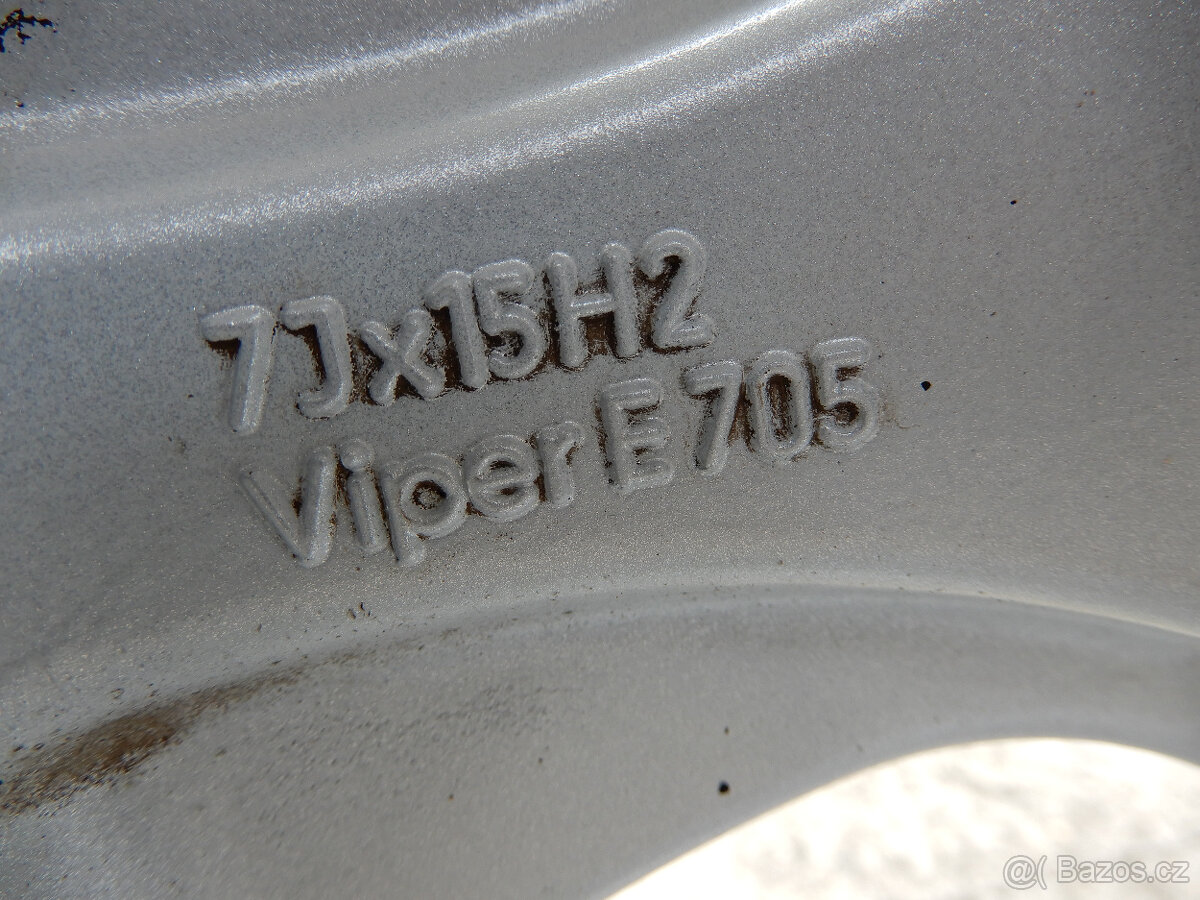 7Jx15H2
Viper E 705
@( Bazos.cz